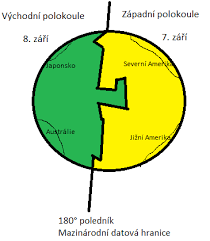 Východní polokoule
Západní polokoule
8. září
7. září
Japonsko
Severní Amerika
Austrálie
Jižní Amerika
180° poledník
Mazinárodní datová hranice